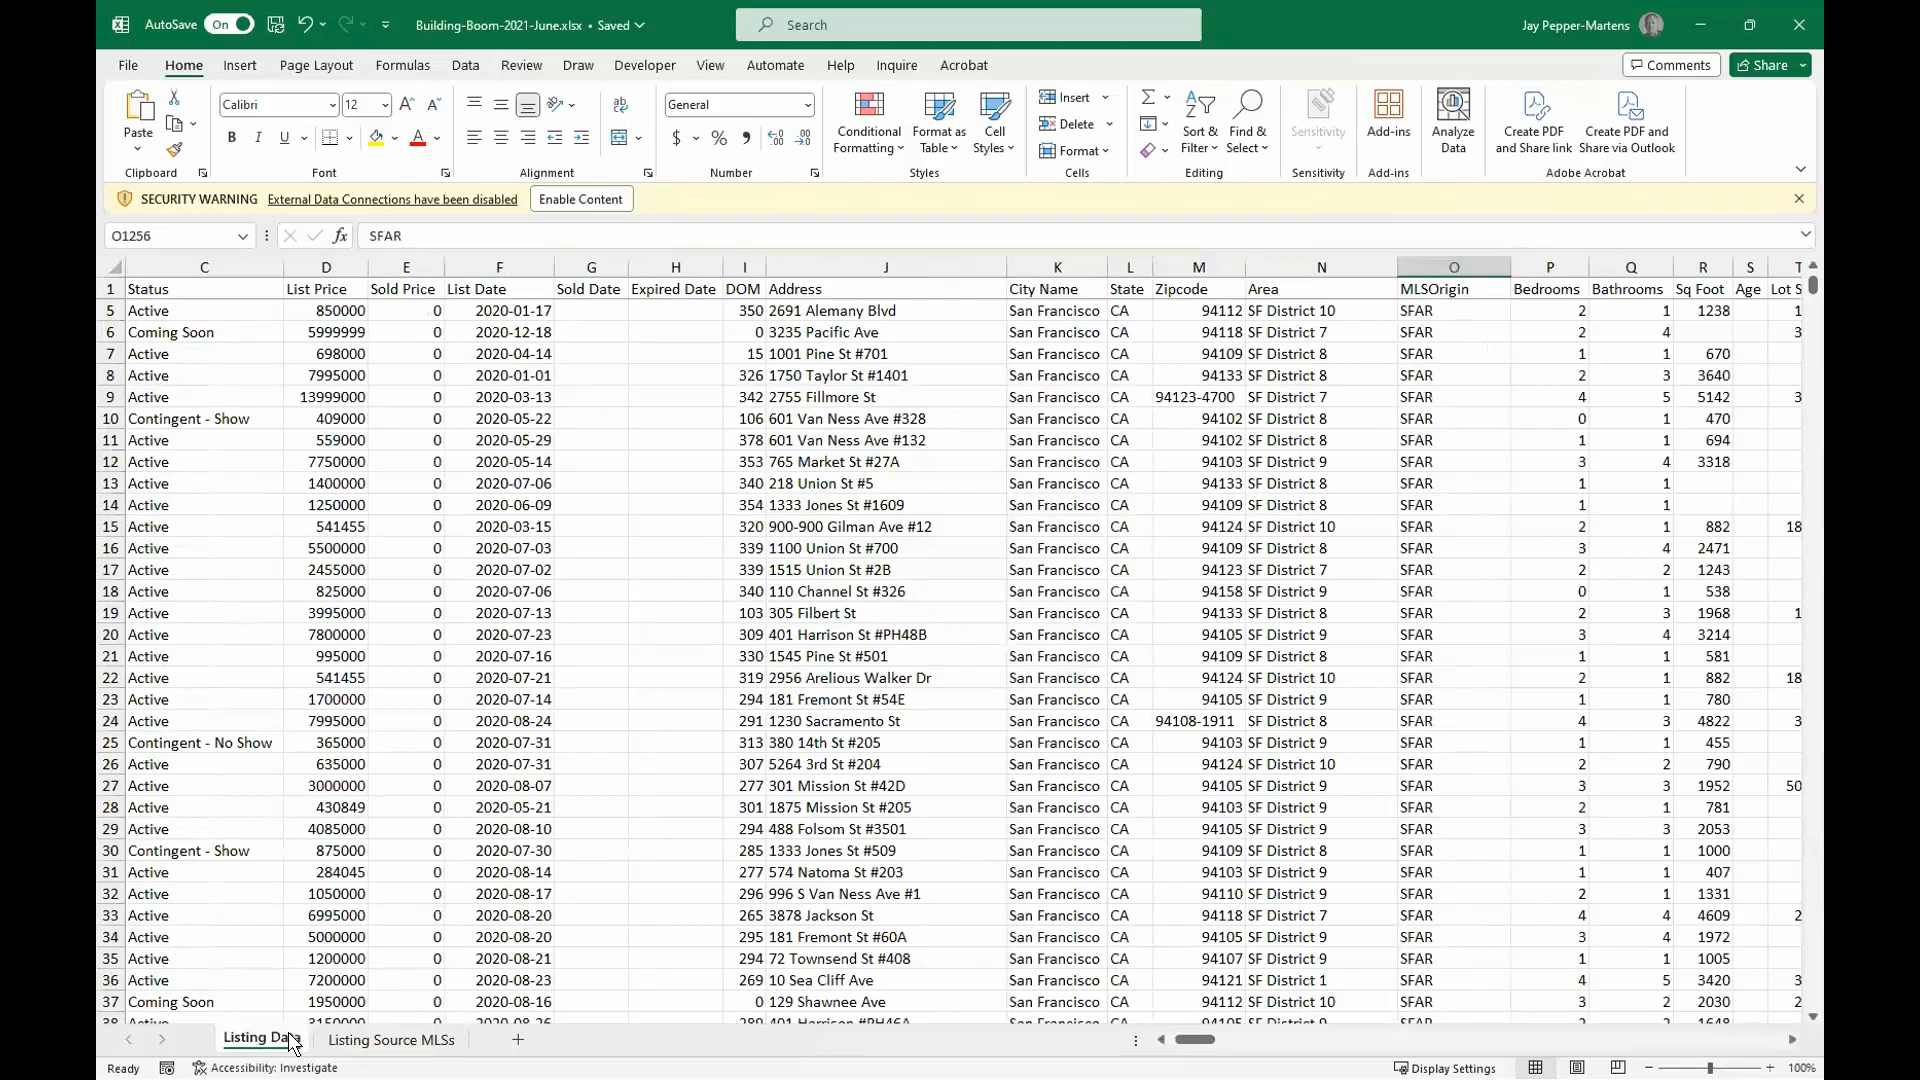 AutoSave On Building-Boom-2021-June.xlsx • Saved Search Jay Pepper-Martens
File Home Insert Page Layout Formulas Data Review Draw Developer View Automate Help Inquire Acrobat Comments Share
Paste Calibri 12 General Conditional Formatting Format as Table Cell Styles Insert Delete Format Sort & Filter Find & Select Sensitivity Add-ins Analyze Data Create PDF and Share link Create PDF and Share via Outlook
Clipboard Font Alignment Number Styles Cells Editing Sensitivity Add-ins Adobe Acrobat
SECURITY WARNING External Data Connections have been disabled Enable Content
O1256 fx SFAR
C D E F G H I J K L M N O P Q R S T
1 Status List Price Sold Price List Date Sold Date Expired Date DOM Address City Name State Zipcode Area MLSOrigin Bedrooms Bathrooms Sq Foot Age Lot S
5 Active 850000 0 2020-01-17 350 2691 Alemany Blvd San Francisco CA 94112 SF District 10 SFAR 2 1 1238 1
6 Coming Soon 5999999 0 2020-12-18 0 3235 Pacific Ave San Francisco CA 94118 SF District 7 SFAR 2 4 3
7 Active 698000 0 2020-04-14 15 1001 Pine St #701 San Francisco CA 94109 SF District 8 SFAR 1 1 670
8 Active 7995000 0 2020-01-01 326 1750 Taylor St #1401 San Francisco CA 94133 SF District 8 SFAR 2 3 3640
9 Active 13999000 0 2020-03-13 342 2755 Fillmore St San Francisco CA 94123-4700 SF District 7 SFAR 4 5 5142 3
10 Contingent - Show 409000 0 2020-05-22 106 601 Van Ness Ave #328 San Francisco CA 94102 SF District 8 SFAR 0 1 470
11 Active 559000 0 2020-05-29 378 601 Van Ness Ave #132 San Francisco CA 94102 SF District 8 SFAR 1 1 694
12 Active 7750000 0 2020-05-14 353 765 Market St #27A San Francisco CA 94103 SF District 9 SFAR 3 4 3318
13 Active 1400000 0 2020-07-06 340 218 Union St #5 San Francisco CA 94133 SF District 8 SFAR 1 1
14 Active 1250000 0 2020-06-09 354 1333 Jones St #1609 San Francisco CA 94109 SF District 8 SFAR 1 1
15 Active 541455 0 2020-03-15 320 900-900 Gilman Ave #12 San Francisco CA 94124 SF District 10 SFAR 2 1 882 18
16 Active 5500000 0 2020-07-03 339 1100 Union St #700 San Francisco CA 94109 SF District 8 SFAR 3 4 2471
17 Active 2455000 0 2020-07-02 339 1515 Union St #2B San Francisco CA 94123 SF District 7 SFAR 2 2 1243
18 Active 825000 0 2020-07-06 340 110 Channel St #326 San Francisco CA 94158 SF District 9 SFAR 0 1 538
19 Active 3995000 0 2020-07-13 103 305 Filbert St San Francisco CA 94133 SF District 8 SFAR 2 3 1968 1
20 Active 7800000 0 2020-07-23 309 401 Harrison St #PH48B San Francisco CA 94105 SF District 9 SFAR 3 4 3214
21 Active 995000 0 2020-07-16 330 1545 Pine St #501 San Francisco CA 94109 SF District 8 SFAR 1 1 581
22 Active 541455 0 2020-07-21 319 2956 Arelious Walker Dr San Francisco CA 94124 SF District 10 SFAR 2 1 882 18
23 Active 1700000 0 2020-07-14 294 181 Fremont St #54E San Francisco CA 94105 SF District 9 SFAR 1 1 780
24 Active 7995000 0 2020-08-24 291 1230 Sacramento St San Francisco CA 94108-1911 SF District 8 SFAR 4 3 4822 3
25 Contingent - No Show 365000 0 2020-07-31 313 380 14th St #205 San Francisco CA 94103 SF District 9 SFAR 1 1 455
26 Active 635000 0 2020-07-31 307 5264 3rd St #204 San Francisco CA 94124 SF District 10 SFAR 2 2 790
27 Active 3000000 0 2020-08-07 277 301 Mission St #42D San Francisco CA 94105 SF District 9 SFAR 3 3 1952 50
28 Active 430849 0 2020-05-21 301 1875 Mission St #205 San Francisco CA 94103 SF District 9 SFAR 2 1 781
29 Active 4085000 0 2020-08-10 294 488 Folsom St #3501 San Francisco CA 94105 SF District 9 SFAR 3 3 2053
30 Contingent - Show 875000 0 2020-07-30 285 1333 Jones St #509 San Francisco CA 94109 SF District 8 SFAR 1 1 1000
31 Active 284045 0 2020-08-14 277 574 Natoma St #203 San Francisco CA 94103 SF District 9 SFAR 1 1 407
32 Active 1050000 0 2020-08-17 296 996 S Van Ness Ave #1 San Francisco CA 94110 SF District 9 SFAR 2 1 1331
33 Active 6995000 0 2020-08-20 265 3878 Jackson St San Francisco CA 94118 SF District 7 SFAR 4 4 4609 2
34 Active 5000000 0 2020-08-20 295 181 Fremont St #60A San Francisco CA 94105 SF District 9 SFAR 3 4 1972
35 Active 1200000 0 2020-08-21 294 72 Townsend St #408 San Francisco CA 94107 SF District 9 SFAR 1 1 1005
36 Active 7200000 0 2020-08-23 269 10 Sea Cliff Ave San Francisco CA 94121 SF District 1 SFAR 4 5 3420 3
37 Coming Soon 1950000 0 2020-08-16 0 129 Shawnee Ave San Francisco CA 94112 SF District 10 SFAR 3 2 2030 2
Listing Data Listing Source MLSs
Ready Accessibility: Investigate Display Settings 100%